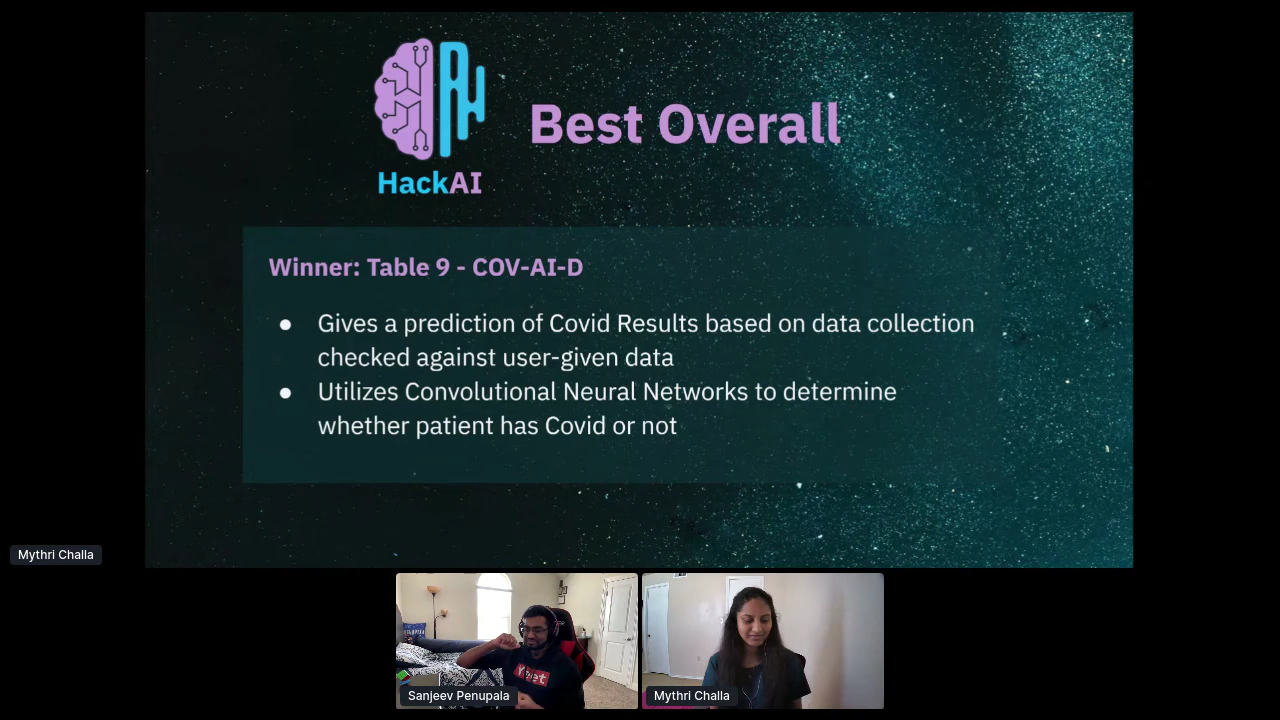 Best Overall
HackAI
Winner: Table 9 - COV-AI-D
● Gives a prediction of Covid Results based on data collection
checked against user-given data
● Utilizes Convolutional Neural Networks to determine
whether patient has Covid or not
Mythri Challa
Yeet
Sanjeev Penupala
Mythri Challa